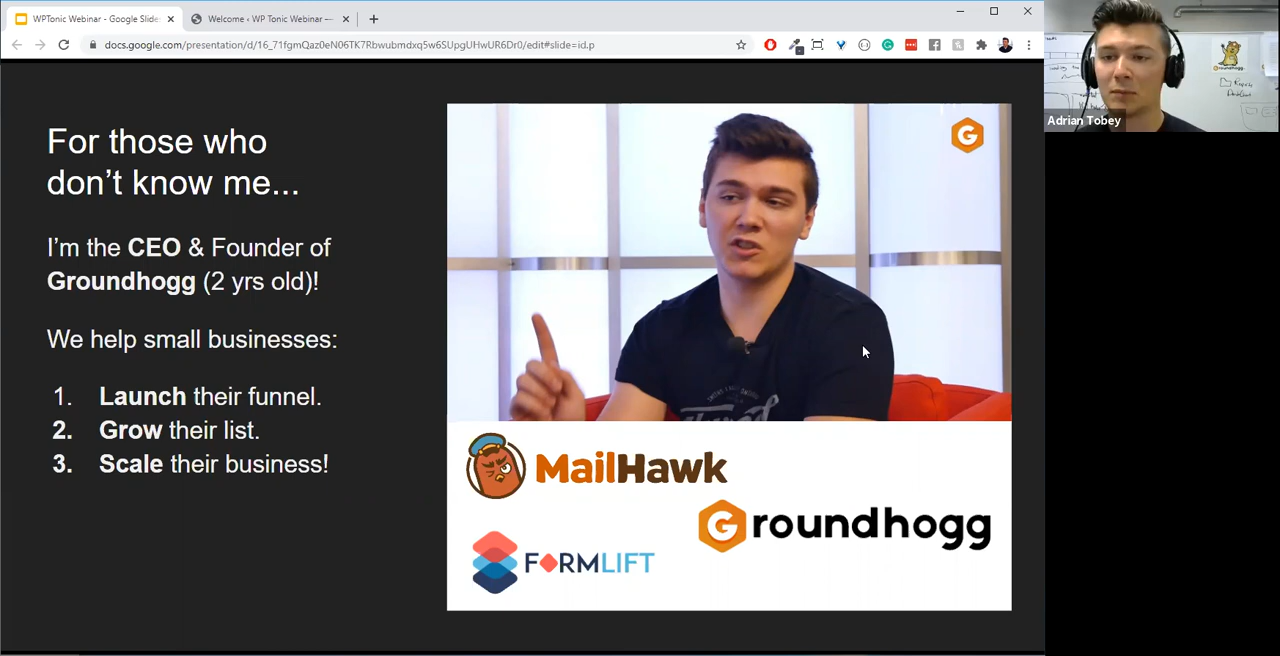 WPTonic Webinar - Google Slide
Welcome ‹ WP Tonic Webinar —
docs.google.com/presentation/d/16_71fgmQaz0eN06TK7Rbwubmdxq5w6SUpgUHwUR6Dr0/edit#slide=id.p
For those who
don't know me...
I'm the CEO & Founder of
Groundhogg (2 yrs old)!
We help small businesses:
1. Launch their funnel.
2. Grow their list.
3. Scale their business!
G
MailHawk
Groundhogg
FORMLIFT
Groundhogg
Adrian Tobey